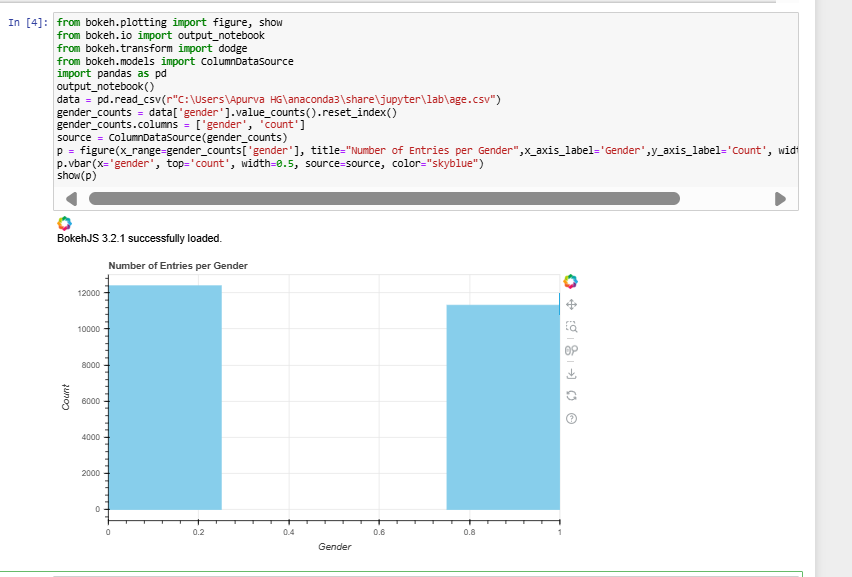 In [4]:
from bokeh.plotting import figure, show
from bokeh.io import output_notebook
from bokeh.transform import dodge
from bokeh.models import ColumnDataSource
import pandas as pd
output_notebook()
data = pd.read_csv(r"C:\Users\Apurva HG\anaconda3\share\jupyter\lab\age.csv")
gender_counts = data['gender'].value_counts().reset_index()
gender_counts.columns = ['gender', 'count']
source = ColumnDataSource(gender_counts)
p = figure(x_range=gender_counts['gender'], title="Number of Entries per Gender",x_axis_label='Gender',y_axis_label='Count',
p.vbar(x='gender', top='count', width=0.5, source=source, color="skyblue")
show(p)
BokehJS 3.2.1 successfully loaded.
Number of Entries per Gender
12000
10000
8000
6000
4000
2000
0
Count
0 0.2 0.4 0.6 0.8 1
Gender